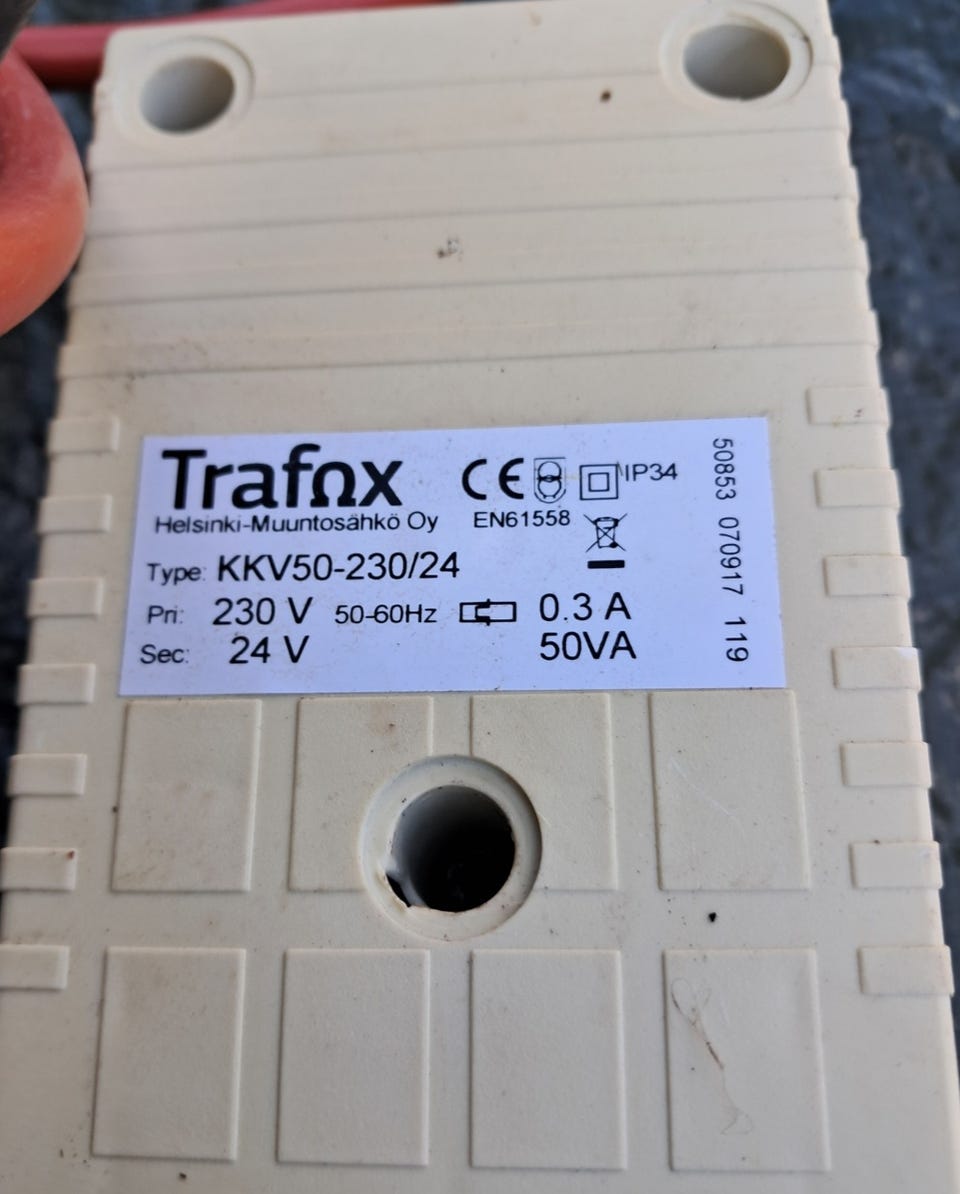 Trafox
CE IP34
Helsinki-Muuntosähkö Oy EN61558
Type: KKV50-230/24
Pri: 230 V 50-60Hz 0.3 A
Sec: 24 V 50VA
50853 070917 119